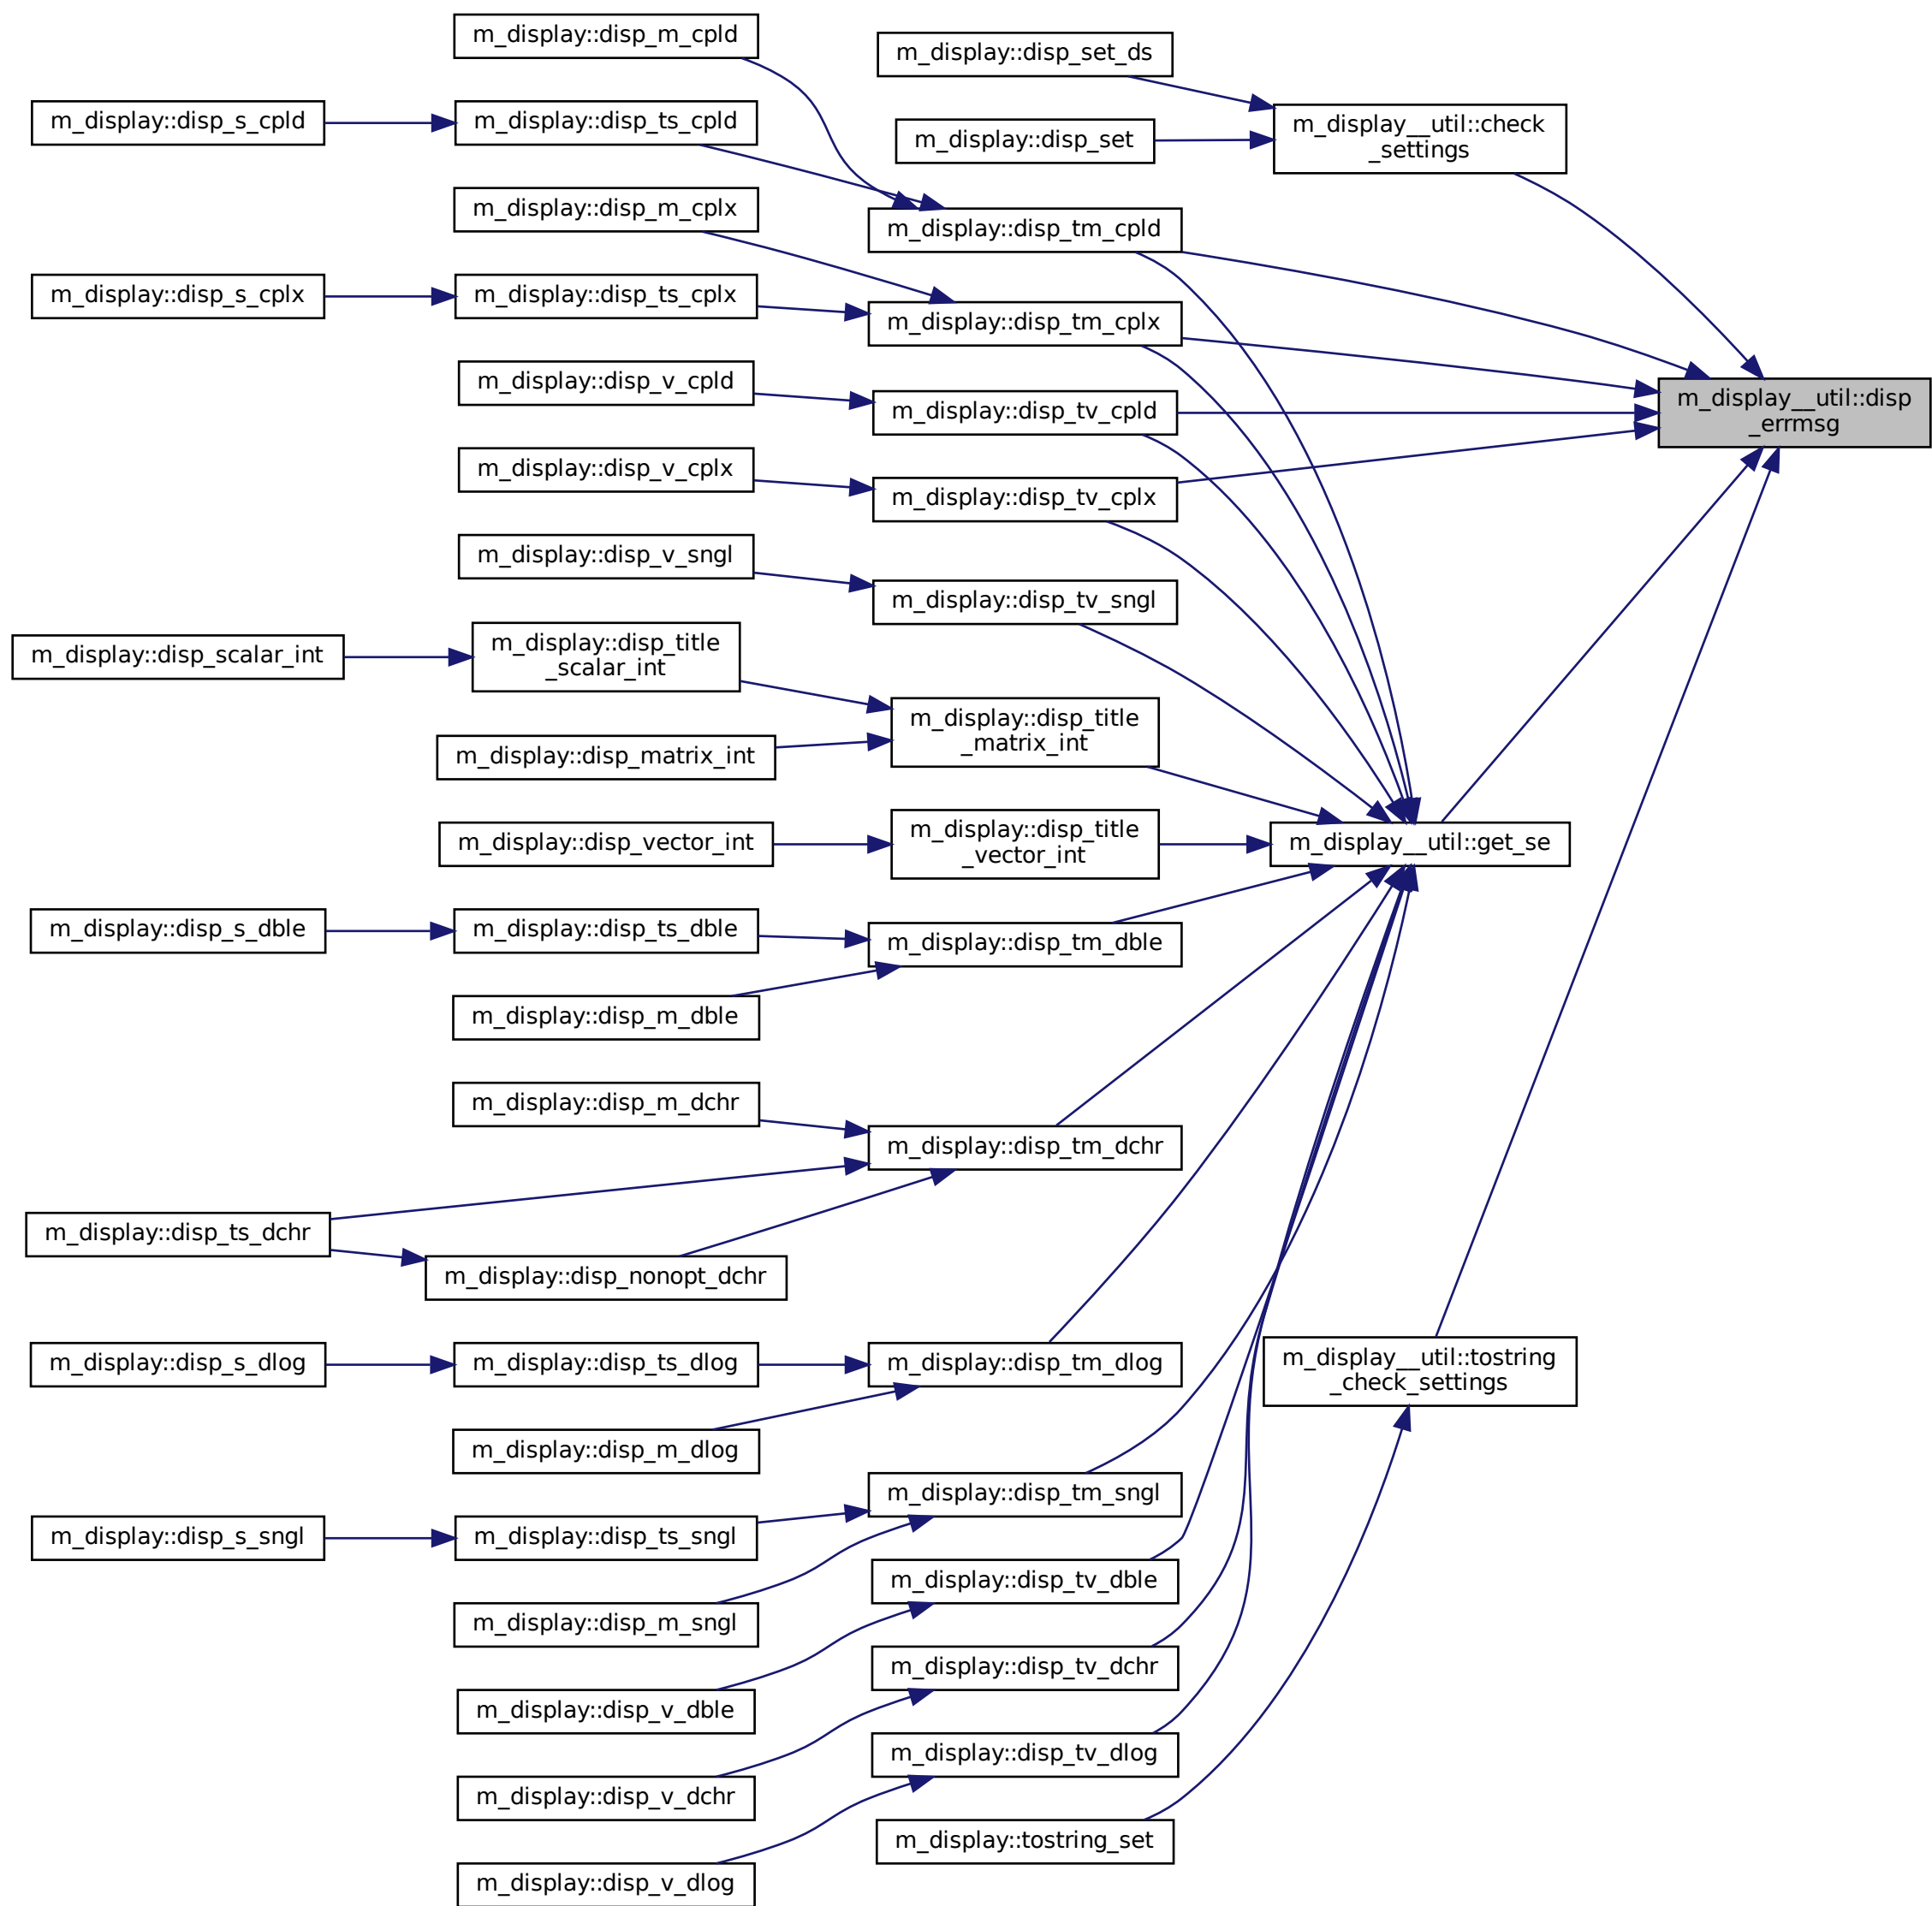 m_display::disp_m_cpld
m_display::disp_set_ds
m_display::disp_s_cpld
m_display::disp_ts_cpld
m_display__util::check
_settings
m_display::disp_set
m_display::disp_m_cplx
m_display::disp_tm_cpld
m_display::disp_s_cplx
m_display::disp_ts_cplx
m_display::disp_tm_cplx
m_display::disp_v_cpld
m_display::disp_tv_cpld
m_display__util::disp
_errmsg
m_display::disp_v_cplx
m_display::disp_tv_cplx
m_display::disp_v_sngl
m_display::disp_tv_sngl
m_display::disp_scalar_int
m_display::disp_title
_scalar_int
m_display::disp_title
_matrix_int
m_display::disp_matrix_int
m_display::disp_vector_int
m_display::disp_title
_vector_int
m_display__util::get_se
m_display::disp_s_dble
m_display::disp_ts_dble
m_display::disp_tm_dble
m_display::disp_m_dble
m_display::disp_m_dchr
m_display::disp_tm_dchr
m_display::disp_ts_dchr
m_display::disp_nonopt_dchr
m_display::disp_s_dlog
m_display::disp_ts_dlog
m_display::disp_tm_dlog
m_display__util::tostring
_check_settings
m_display::disp_m_dlog
m_display::disp_tm_sngl
m_display::disp_s_sngl
m_display::disp_ts_sngl
m_display::disp_tv_dble
m_display::disp_m_sngl
m_display::disp_tv_dchr
m_display::disp_v_dble
m_display::disp_tv_dlog
m_display::disp_v_dchr
m_display::tostring_set
m_display::disp_v_dlog